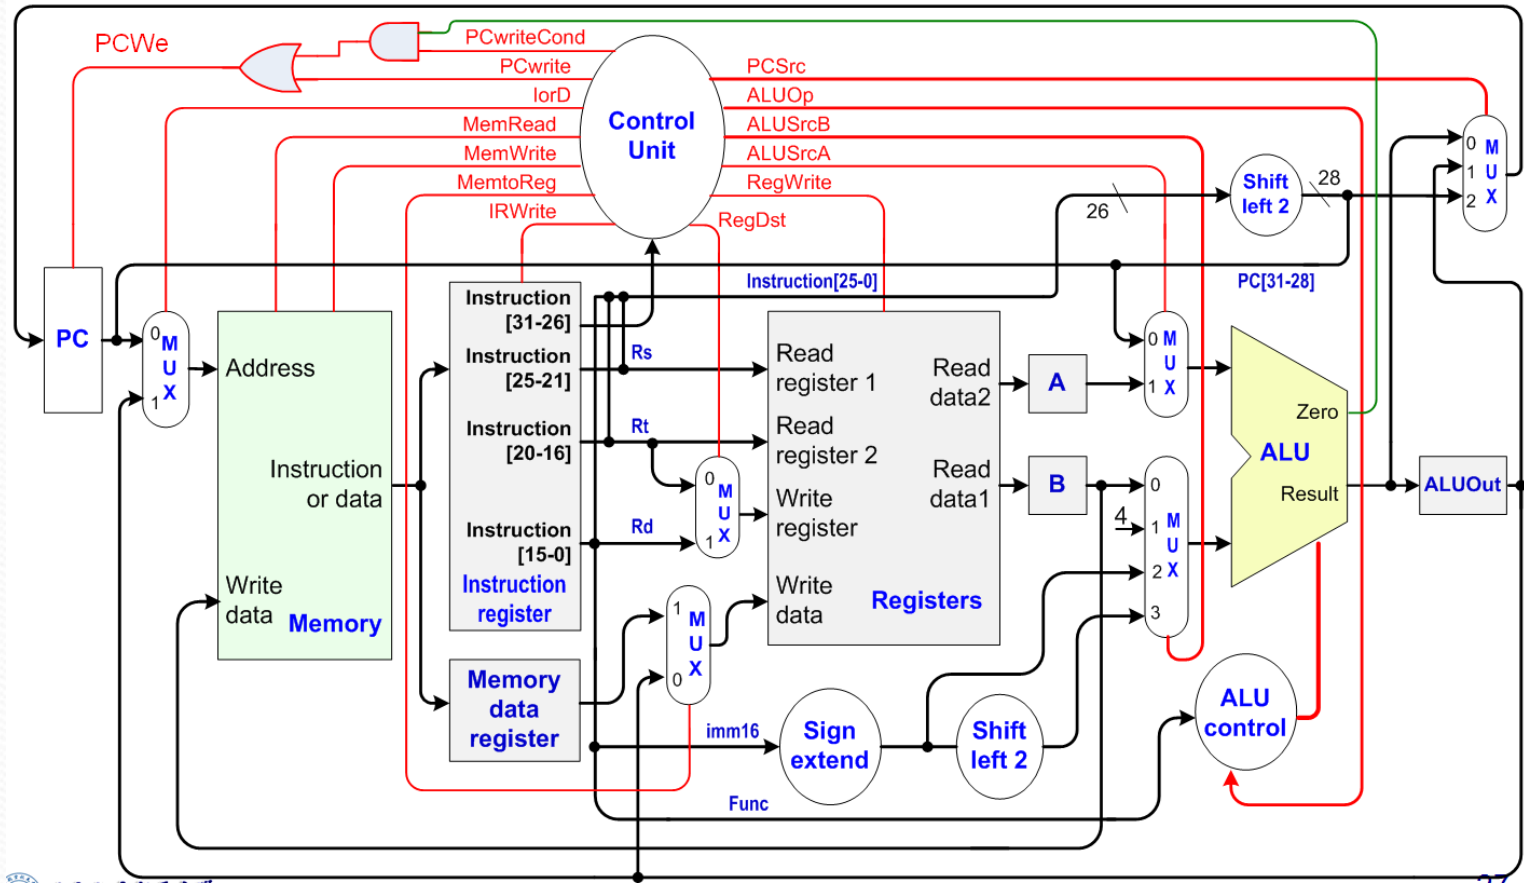 PCWe
PCwriteCond
PCwrite
IorD
MemRead
MemWrite
MemtoReg
IRWrite
Control
Unit
PCSrc
ALUOp
ALUSrcB
ALUSrcA
RegWrite
RegDst
26
Shift
left 2
28
0
1
2
M
U
X
Instruction[25-0]
PC[31-28]
PC
0
1
M
U
X
Address
Instruction
or data
Write
data
Memory
Instruction
[31-26]
Instruction
[25-21]
Instruction
[20-16]
Instruction
[15-0]
Instruction
register
Rs
Rt
Rd
0
1
M
U
X
Memory
data
register
1
0
M
U
X
Read
register 1
Read
register 2
Write
register
Write
data
Read
data2
Read
data1
Registers
A
B
0
1
M
U
X
4
0
1
2
3
M
U
X
Zero
ALU
Result
ALUOut
imm16
Sign
extend
Shift
left 2
ALU
control
Func